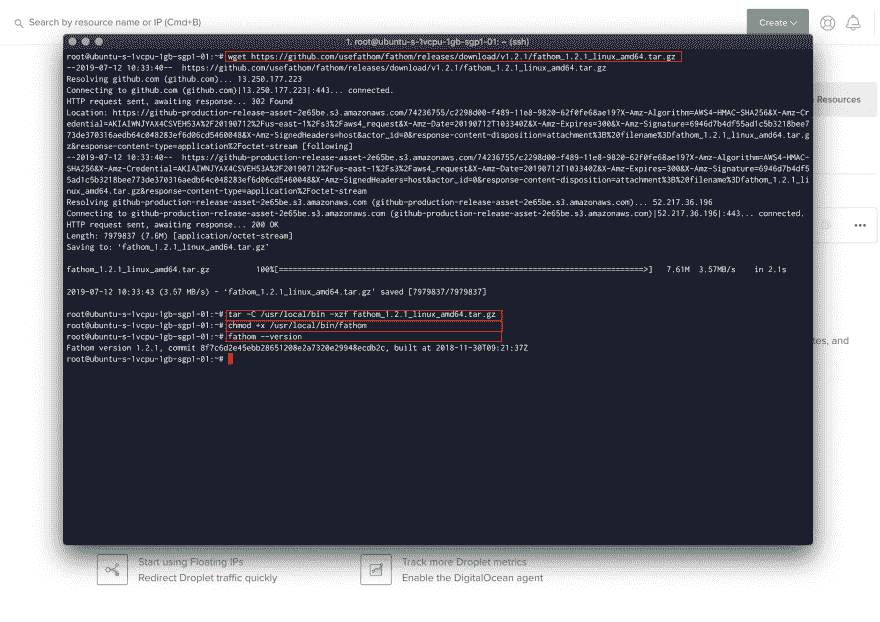 Search by resource name or IP (Cmd+B)
Create
1. root@ubuntu-s-1vcpu-1gb-sgp1-01: ~ (ssh)
root@ubuntu-s-1vcpu-1gb-sgp1-01:~# wget https://github.com/usefathom/fathom/releases/download/v1.2.1/fathom_1.2.1_linux_amd64.tar.gz
--2019-07-12 10:33:40--  https://github.com/usefathom/fathom/releases/download/v1.2.1/fathom_1.2.1_linux_amd64.tar.gz
Resolving github.com (github.com)... 13.250.177.223
Connecting to github.com (github.com)|13.250.177.223|:443... connected.
HTTP request sent, awaiting response... 302 Found
Location: https://github-production-release-asset-2e65be.s3.amazonaws.com/74236755/c2298d00-f489-11e8-9820-62f0fe68ae19?X-Amz-Algorithm=AWS4-HMAC-SHA256&X-Amz-Cr
edential=AKIAIWNJYAX4CSVEH53A%2F20190712%2Fus-east-1%2Fs3%2Faws4_request&X-Amz-Date=20190712T103340Z&X-Amz-Expires=300&X-Amz-Signature=6946d7b4df55ad1c5b3218bee7
73de370316aedb64c048283ef6d06cd5460048&X-Amz-SignedHeaders=host&actor_id=0&response-content-disposition=attachment%3B%20filename%3Dfathom_1.2.1_linux_amd64.tar.g
z&response-content-type=application%2Foctet-stream [following]
--2019-07-12 10:33:40--  https://github-production-release-asset-2e65be.s3.amazonaws.com/74236755/c2298d00-f489-11e8-9820-62f0fe68ae19?X-Amz-Algorithm=AWS4-HMAC-
SHA256&X-Amz-Credential=AKIAIWNJYAX4CSVEH53A%2F20190712%2Fus-east-1%2Fs3%2Faws4_request&X-Amz-Date=20190712T103340Z&X-Amz-Expires=300&X-Amz-Signature=6946d7b4df5
5ad1c5b3218bee773de370316aedb64c048283ef6d06cd5460048&X-Amz-SignedHeaders=host&actor_id=0&response-content-disposition=attachment%3B%20filename%3Dfathom_1.2.1_li
nux_amd64.tar.gz&response-content-type=application%2Foctet-stream
Resolving github-production-release-asset-2e65be.s3.amazonaws.com (github-production-release-asset-2e65be.s3.amazonaws.com)... 52.217.36.196
Connecting to github-production-release-asset-2e65be.s3.amazonaws.com (github-production-release-asset-2e65be.s3.amazonaws.com)|52.217.36.196|:443... connected.
HTTP request sent, awaiting response... 200 OK
Length: 7979837 (7.6M) [application/octet-stream]
Saving to: 'fathom_1.2.1_linux_amd64.tar.gz'
fathom_1.2.1_linux_amd64.tar.gz 100%[=====================================================================================>] 7.61M 3.57MB/s in 2.1s
2019-07-12 10:33:43 (3.57 MB/s) - 'fathom_1.2.1_linux_amd64.tar.gz' saved [7979837/7979837]
root@ubuntu-s-1vcpu-1gb-sgp1-01:~# tar -C /usr/local/bin -xzf fathom_1.2.1_linux_amd64.tar.gz
root@ubuntu-s-1vcpu-1gb-sgp1-01:~# chmod +x /usr/local/bin/fathom
root@ubuntu-s-1vcpu-1gb-sgp1-01:~# fathom --version
Fathom version 1.2.1, commit 8f7c6d2e45ebb28651208e2a7320e29948ecdb2c, built at 2018-11-30T09:21:37Z
root@ubuntu-s-1vcpu-1gb-sgp1-01:~#
Resources
tes, and
Start using Floating IPs
Redirect Droplet traffic quickly
Track more Droplet metrics
Enable the DigitalOcean agent